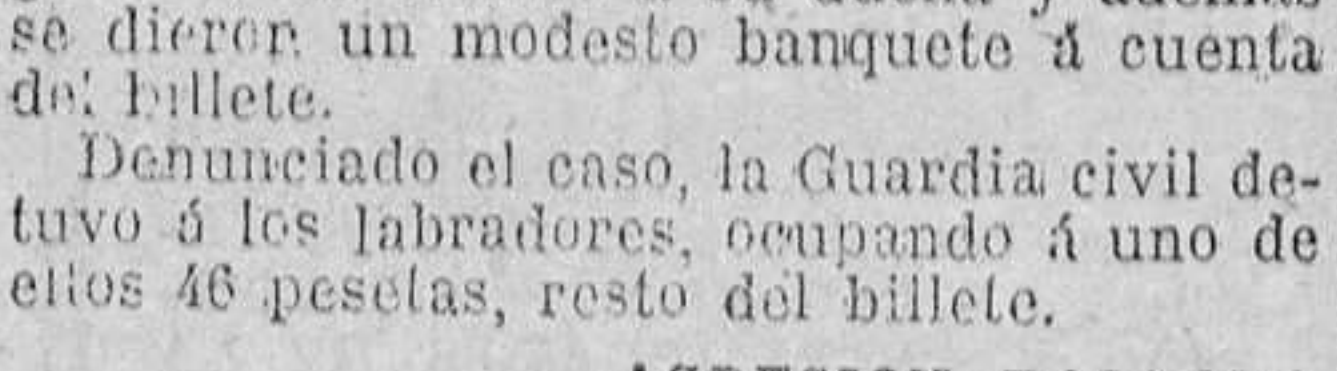 y además
se dieron un modesto banquete á cuenta
del billete.
Denunciado el caso, la Guardia civil de-
tuvo á los labradores, ocupando á uno de
ellos 46 pesetas, resto del billete.